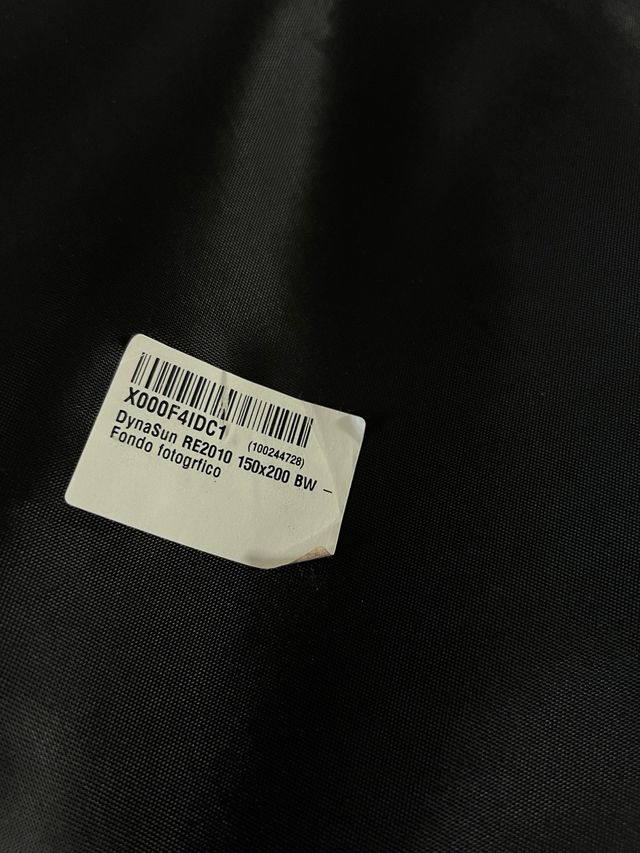 X000F4IDC1
(100244728)
DynaSun RE2010 150x200 BW –
Fondo fotogrfico